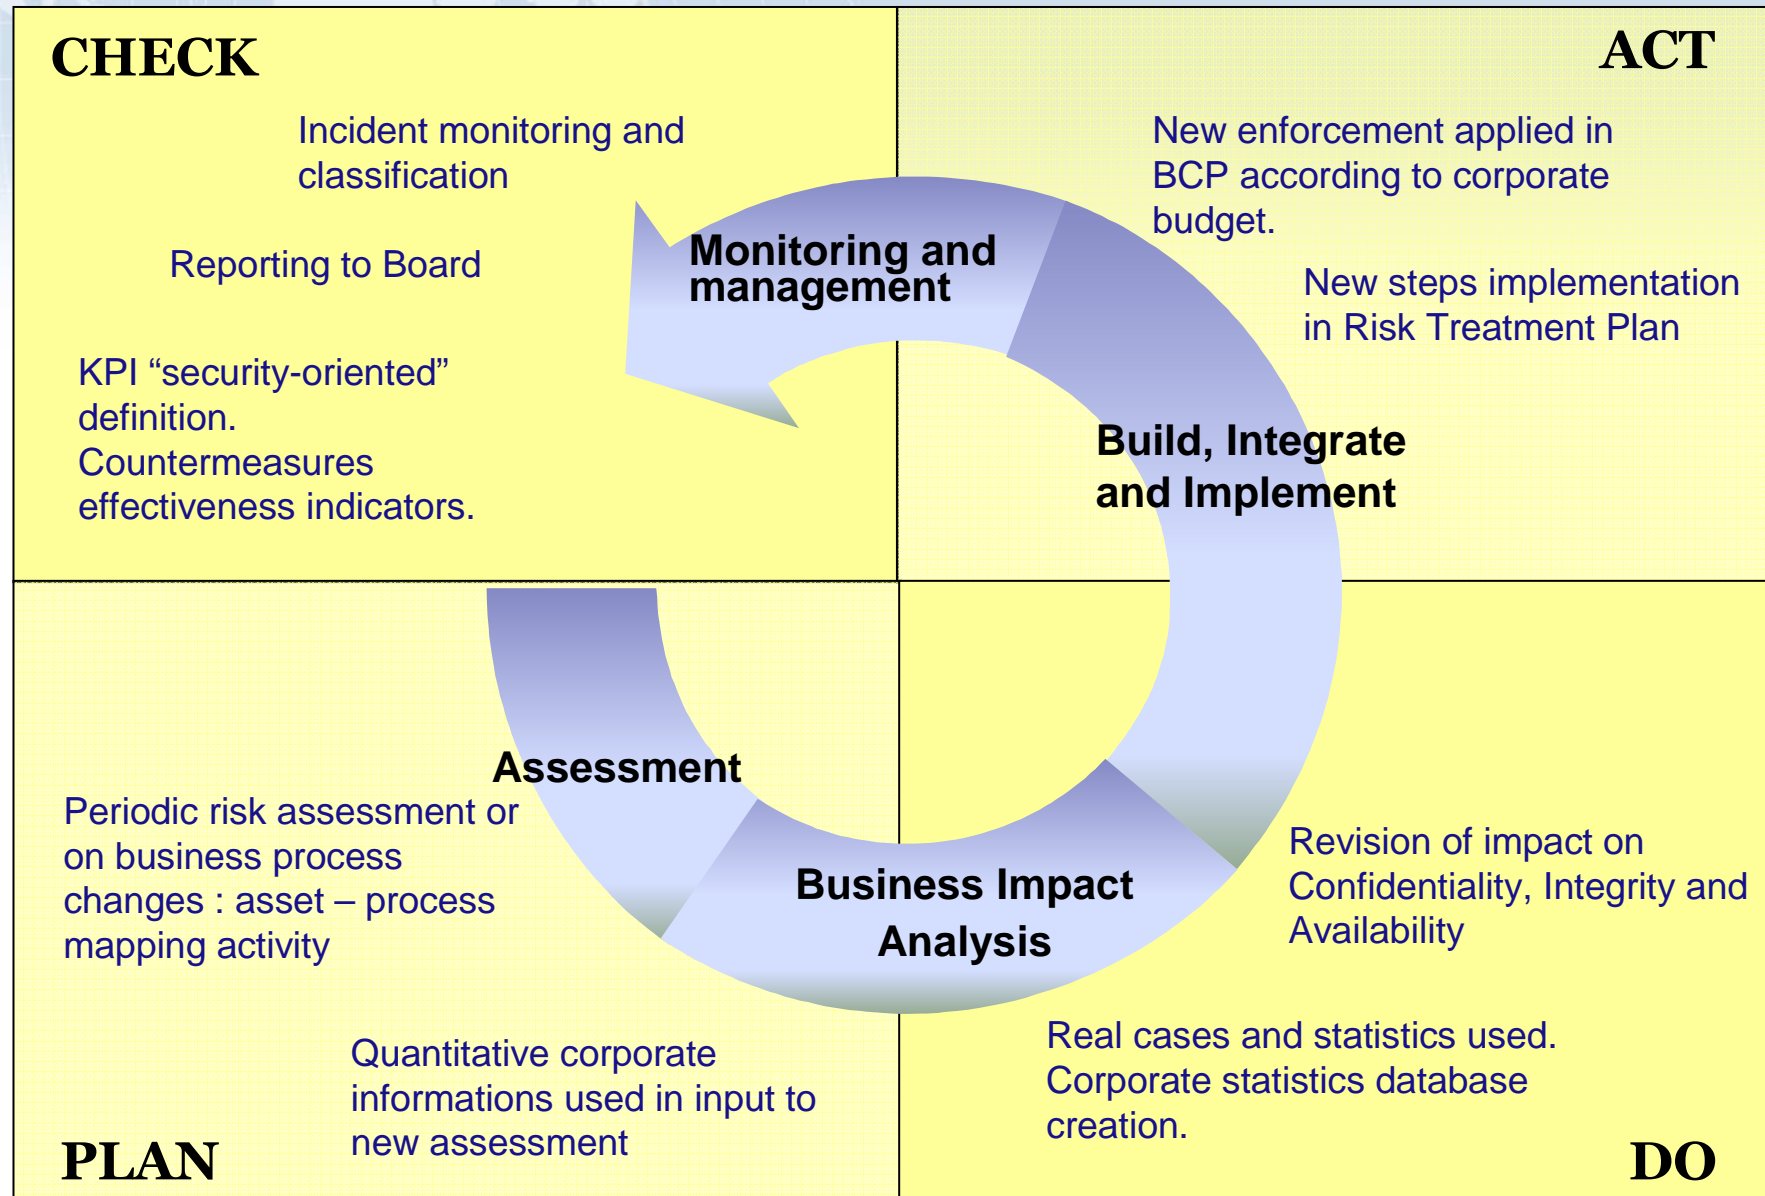 CHECK
Incident monitoring and
classification
Reporting to Board
KPI “security-oriented”
definition.
Countermeasures
effectiveness indicators.
ACT
New enforcement applied in
BCP according to corporate
budget.
New steps implementation
in Risk Treatment Plan
Monitoring and
management
Build, Integrate
and Implement
Assessment
Periodic risk assessment or
on business process
changes : asset – process
mapping activity
Quantitative corporate
informations used in input to
new assessment
PLAN
Business Impact
Analysis
Revision of impact on
Confidentiality, Integrity and
Availability
Real cases and statistics used.
Corporate statistics database
creation.
DO